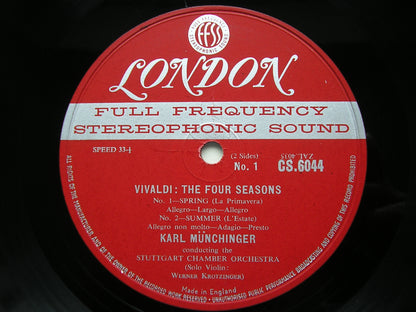 FFSS
LONDON
FULL FREQUENCY
STEREOPHONIC SOUND
SPEED 33⅓
(2 Sides)
No. 1
ZAL. 4015
CS.6044
VIVALDI: THE FOUR SEASONS
No. 1—SPRING (La Primavera)
Allegro—Largo—Allegro
No. 2—SUMMER (L'Estate)
Allegro non molto—Adagio—Presto
KARL MÜNCHINGER
conducting the
STUTTGART CHAMBER ORCHESTRA
(Solo Violin:
WERNER KROTZINGER)
Made in England
ALL RIGHTS OF THE MANUFACTURER AND OF THE OWNER OF THE RECORDED WORK RESERVED · UNAUTHORISED PUBLIC PERFORMANCE BROADCASTING AND COPYING OF THIS RECORD PROHIBITED